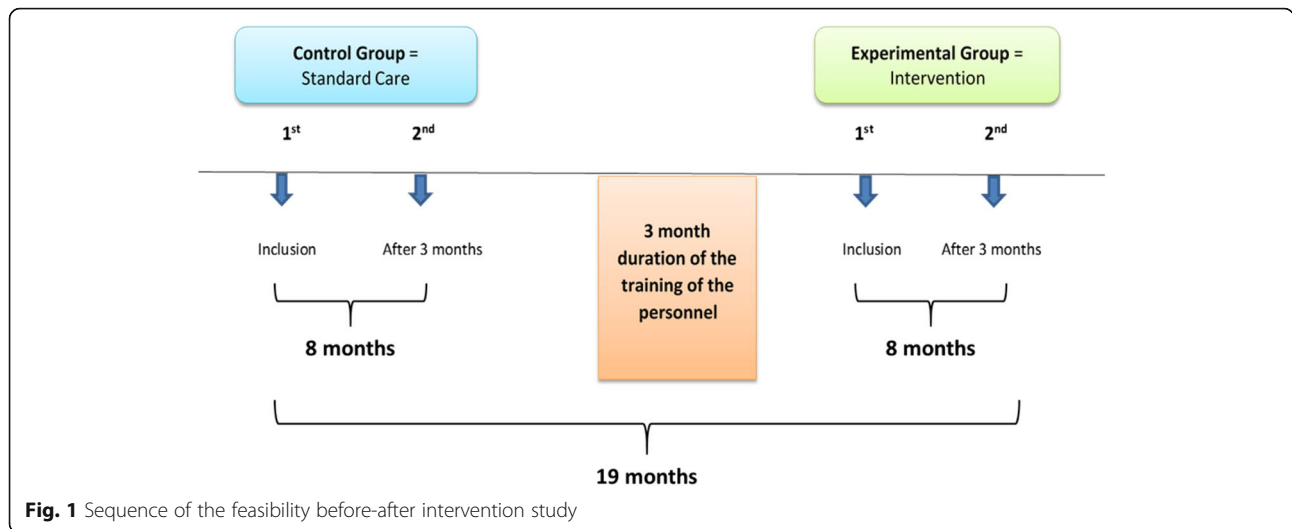 Control Group =
Standard Care
Experimental Group =
Intervention
1st
2nd
1st
2nd
Inclusion
After 3 months
3 month
duration of the
training of the
personnel
Inclusion
After 3 months
8 months
8 months
19 months
Fig. 1 Sequence of the feasibility before-after intervention study